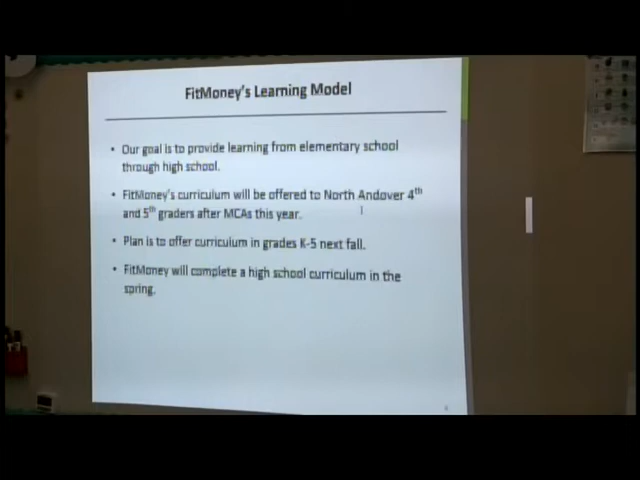 FitMoney's Learning Model
• Our goal is to provide learning from elementary school
through high school.
• FitMoney's curriculum will be offered to North Andover 4th
and 5th graders after MCAs this year.
• Plan is to offer curriculum in grades K-5 next fall.
• FitMoney will complete a high school curriculum in the
spring.